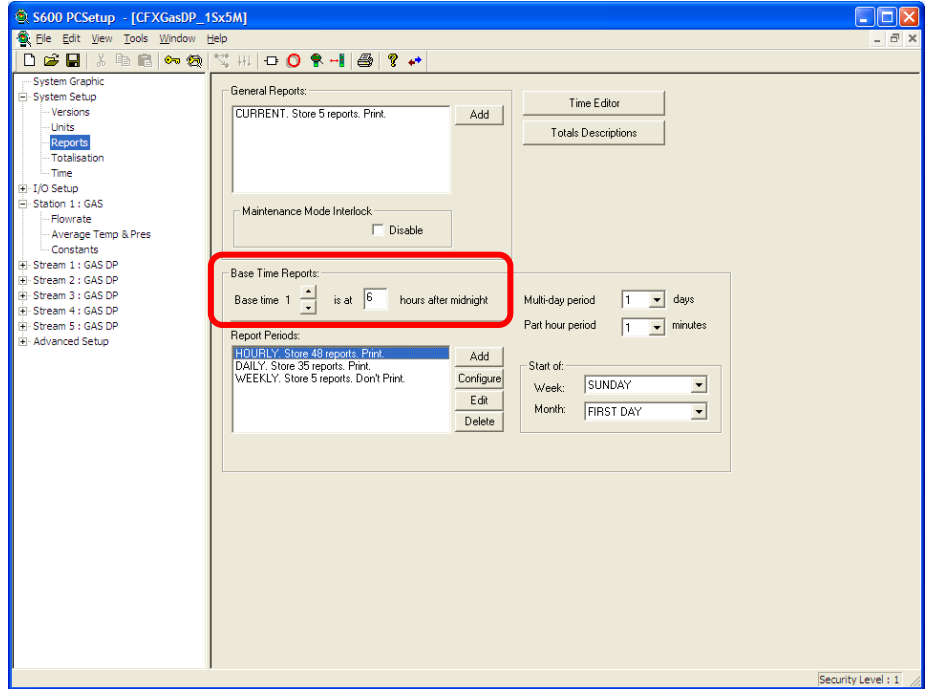 S600 PCSetup - [CFXGasDP_1Sx5M]
File Edit View Tools Window Help
System Graphic
System Setup
Versions
Units
Reports
Totalisation
Time
I/O Setup
Station 1 : GAS
Flowrate
Average Temp & Pres
Constants
Stream 1 : GAS DP
Stream 2 : GAS DP
Stream 3 : GAS DP
Stream 4 : GAS DP
Stream 5 : GAS DP
Advanced Setup
General Reports:
CURRENT. Store 5 reports. Print.
Add
Time Editor
Totals Descriptions
Maintenance Mode Interlock
Disable
Base Time Reports:
Base time 1 is at 6 hours after midnight
Multi-day period 1 days
Part hour period 1 minutes
Report Periods:
HOURLY. Store 48 reports. Print.
DAILY. Store 35 reports. Print.
WEEKLY. Store 5 reports. Don't Print.
Add
Configure
Edit
Delete
Start of:
Week: SUNDAY
Month: FIRST DAY
Security Level : 1